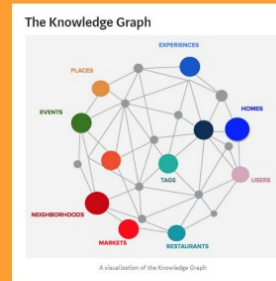 The Knowledge Graph
EXPERIENCES
PLACES
EVENTS
HOMES
TAGS
USERS
NEIGHBORHOODS
MARKETS
RESTAURANTS
A visualization of the Knowledge Graph